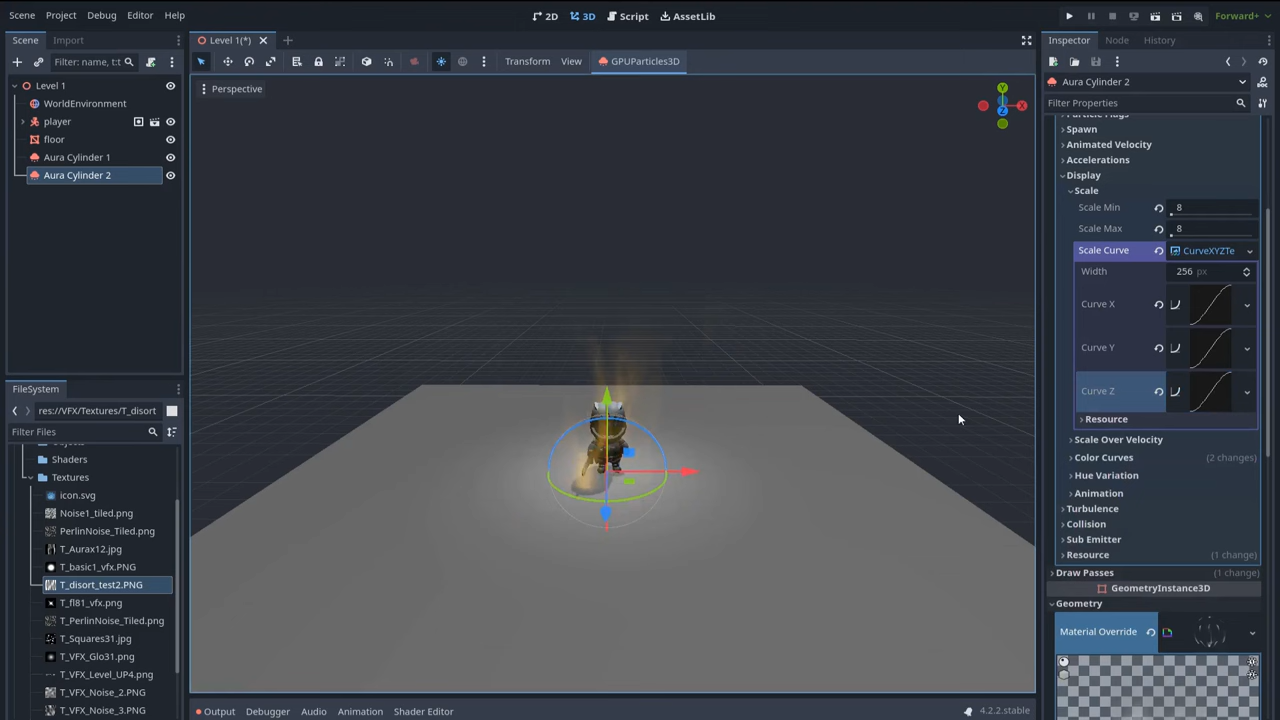 Scene Project Debug Editor Help
2D 3D Script AssetLib
Forward+
Scene Import
Level 1(*)
Inspector Node History
Filter: name, t:t
Transform View GPUParticles3D
Level 1
WorldEnvironment
player
floor
Aura Cylinder 1
Aura Cylinder 2
Perspective
Y
X
Z
Aura Cylinder 2
Filter Properties
Spawn
Animated Velocity
Accelerations
Display
Scale
Scale Min 8
Scale Max 8
Scale Curve CurveXYZTe
Width 256 px
Curve X
Curve Y
Curve Z
Resource
Scale Over Velocity
Color Curves (2 changes)
Hue Variation
Animation
Turbulence
Collision
Sub Emitter
Resource (1 change)
Draw Passes (1 change)
GeometryInstance3D
Geometry
Material Override
FileSystem
res://VFX/Textures/T_disort
Filter Files
Shaders
Textures
icon.svg
Noise1_tiled.png
PerlinNoise_Tiled.png
T_Aurax12.jpg
T_basic1_vfx.PNG
T_disort_test2.PNG
T_fl81_vfx.png
T_PerlinNoise_Tiled.png
T_Squares31.jpg
T_VFX_Glo31.png
T_VFX_Level_UP4.png
T_VFX_Noise_2.PNG
T_VFX_Noise_3.PNG
Output Debugger Audio Animation Shader Editor
4.2.2.stable